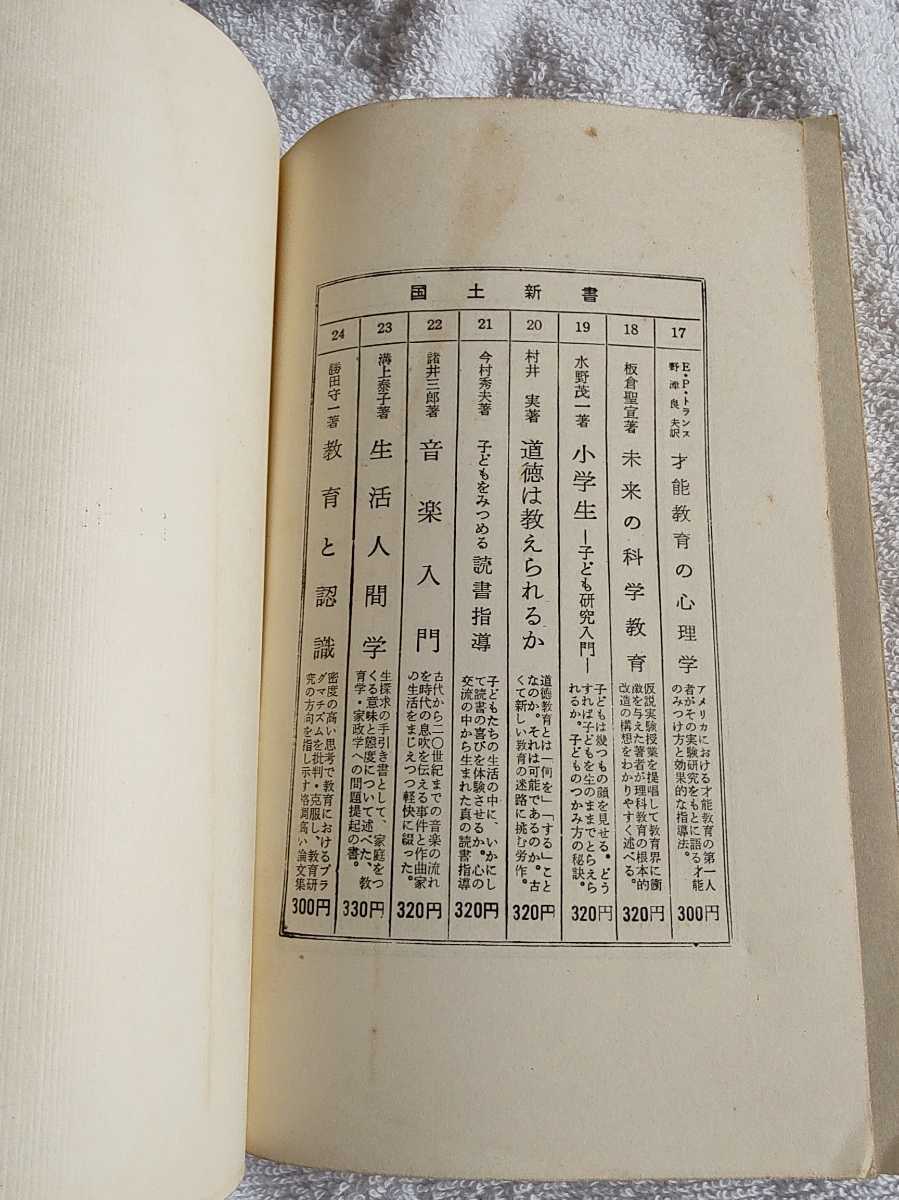 国土新書
17
E・P・トランス
野津良夫訳
才能教育の心理学
アメリカにおける才能教育の第一人
者がその実験研究をもとに語る才能
のみつけ方と効果的な指導法。
300円
18
板倉聖宣著
未来の科学教育
仮説実験授業を提唱して教育界に衝
激を与えた著者が理科教育の根本的
改造の構想をわかりやすく述べる。
320円
19
水野茂一著
小学生―子ども研究入門―
子どもは幾つもの顔を見せる。どう
すれば子どもを生のままでとらえら
れるか。子どものつかみ方の秘訣。
320円
20
村井実著
道徳は教えられるか
道徳教育とは「何を」「する」こと
なのか。それは可能であるのか。古
くて新しい教育の迷路に挑む労作。
320円
21
今村秀夫著
子どもをみつめる読書指導
子どもたちの生活の中に、いかにし
て読書の喜びを体験させるか。心の
交流の中から生まれた真の読書指導
320円
22
諸井三郎著
音楽入門
古代から二〇世紀までの音楽の流れ
を時代の息吹を伝える事件と作曲家
の生活をまじえつつ軽快に綴った。
320円
23
溝上泰子著
生活人間学
生探求の手引き書として、家庭をつ
くる意味と態度について述べた、教
育学・家政学への問題提起の書。
330円
24
勝田守一著
教育と認識
密度の高い思考で教育におけるプラ
グマチズムを批判・克服し、教育研
究の方向を指し示す格調高い論文集
300円